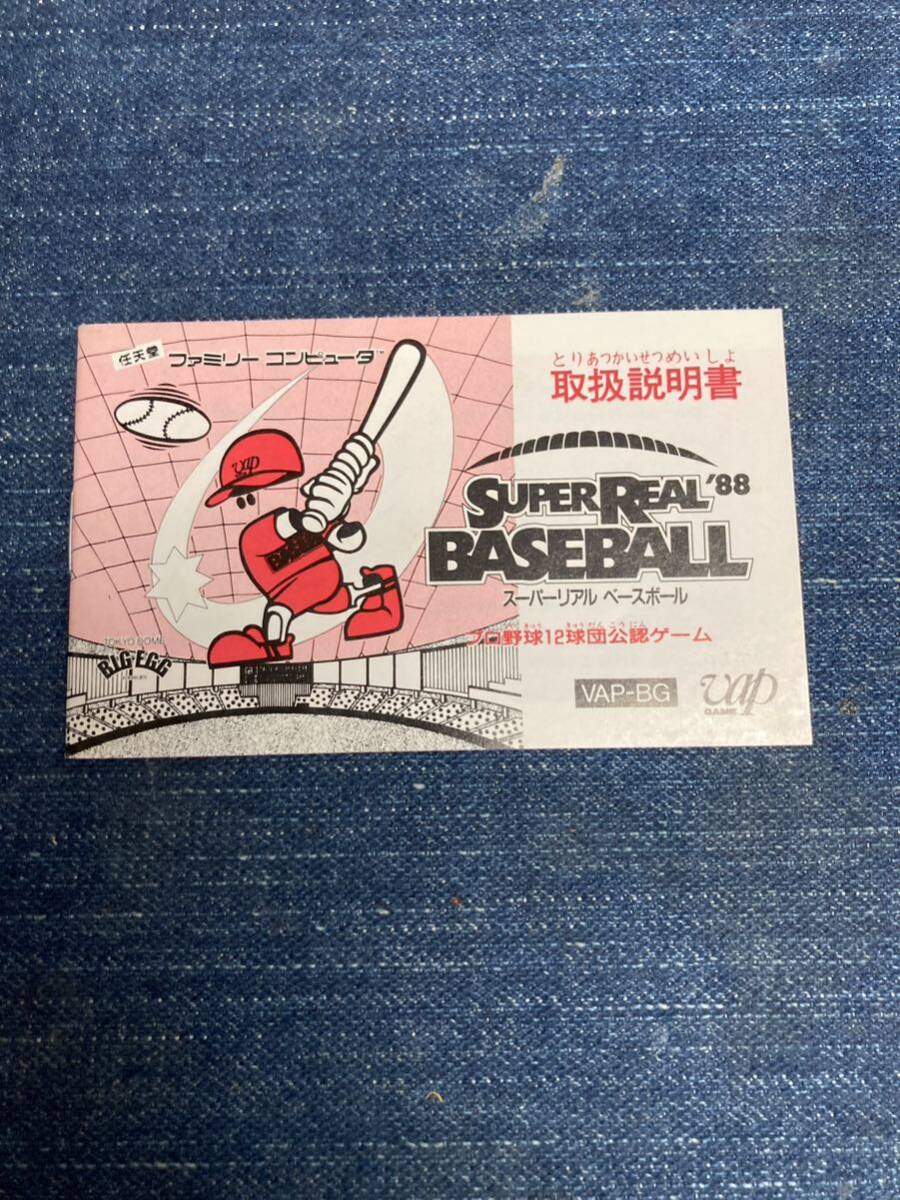 任天堂 ファミリー コンピュータ™
とりあつかいせつめいしょ
取扱説明書
vap
SUPER REAL '88
BASEBALL
スーパーリアル ベースボール
プロ野球12球団公認ゲーム
TOKYO DOME
BIG EGG
VAP-BG
vap
GAME